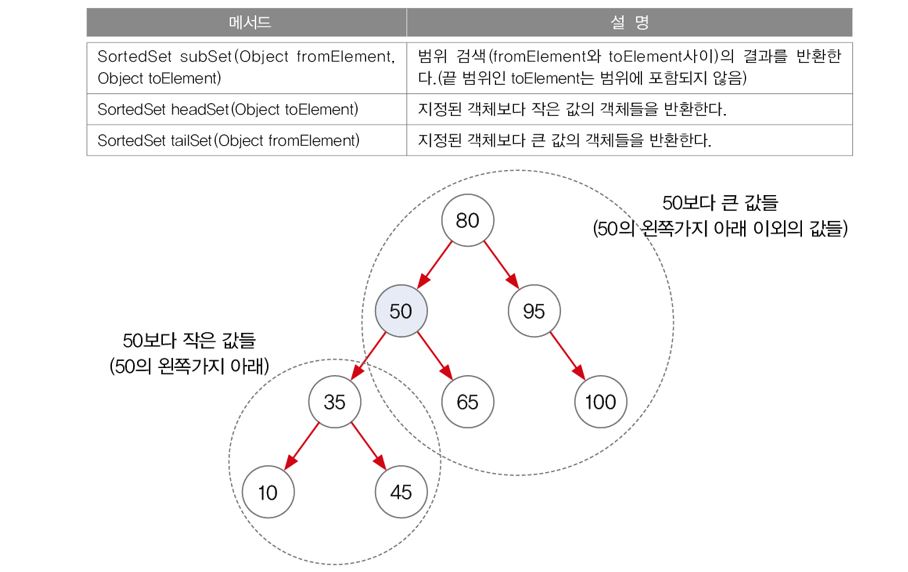 메서드
설 명
SortedSet subSet(Object fromElement,
Object toElement)
범위 검색(fromElement와 toElement사이)의 결과를 반환한
다.(끝 범위인 toElement는 범위에 포함되지 않음)
SortedSet headSet(Object toElement)
지정된 객체보다 작은 값의 객체들을 반환한다.
SortedSet tailSet(Object fromElement)
지정된 객체보다 큰 값의 객체들을 반환한다.
50보다 큰 값들
(50의 왼쪽가지 아래 이외의 값들)
80
50
95
50보다 작은 값들
(50의 왼쪽가지 아래)
35
65
100
10
45